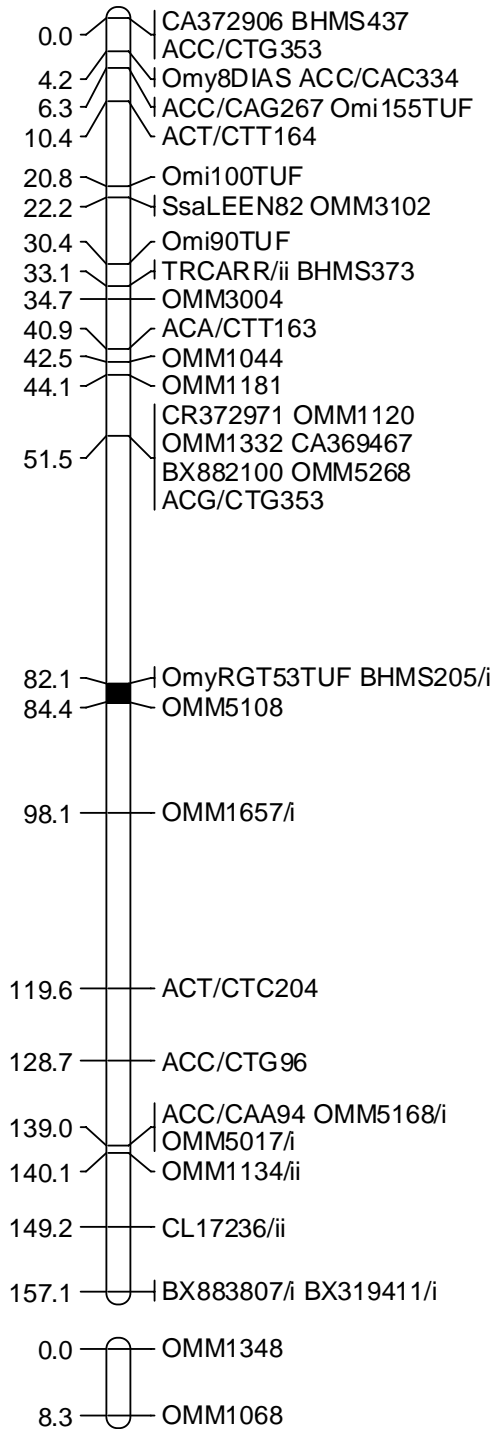 0.0 CA372906 BHMS437
ACC/CTG353
4.2 Omy8DIAS ACC/CAC334
6.3 ACC/CAG267 Omi155TUF
10.4 ACT/CTT164
20.8 Omi100TUF
22.2 SsaLEEN82 OMM3102
30.4 Omi90TUF
33.1 TRCARR/ii BHMS373
34.7 OMM3004
40.9 ACA/CTT163
42.5 OMM1044
44.1 OMM1181
CR372971 OMM1120
OMM1332 CA369467
51.5 BX882100 OMM5268
ACG/CTG353
82.1 OmyRGT53TUF BHMS205/i
84.4 OMM5108
98.1 OMM1657/i
119.6 ACT/CTC204
128.7 ACC/CTG96
139.0 ACC/CAA94 OMM5168/i
OMM5017/i
140.1 OMM1134/ii
149.2 CL17236/ii
157.1 BX883807/i BX319411/i
0.0 OMM1348
8.3 OMM1068